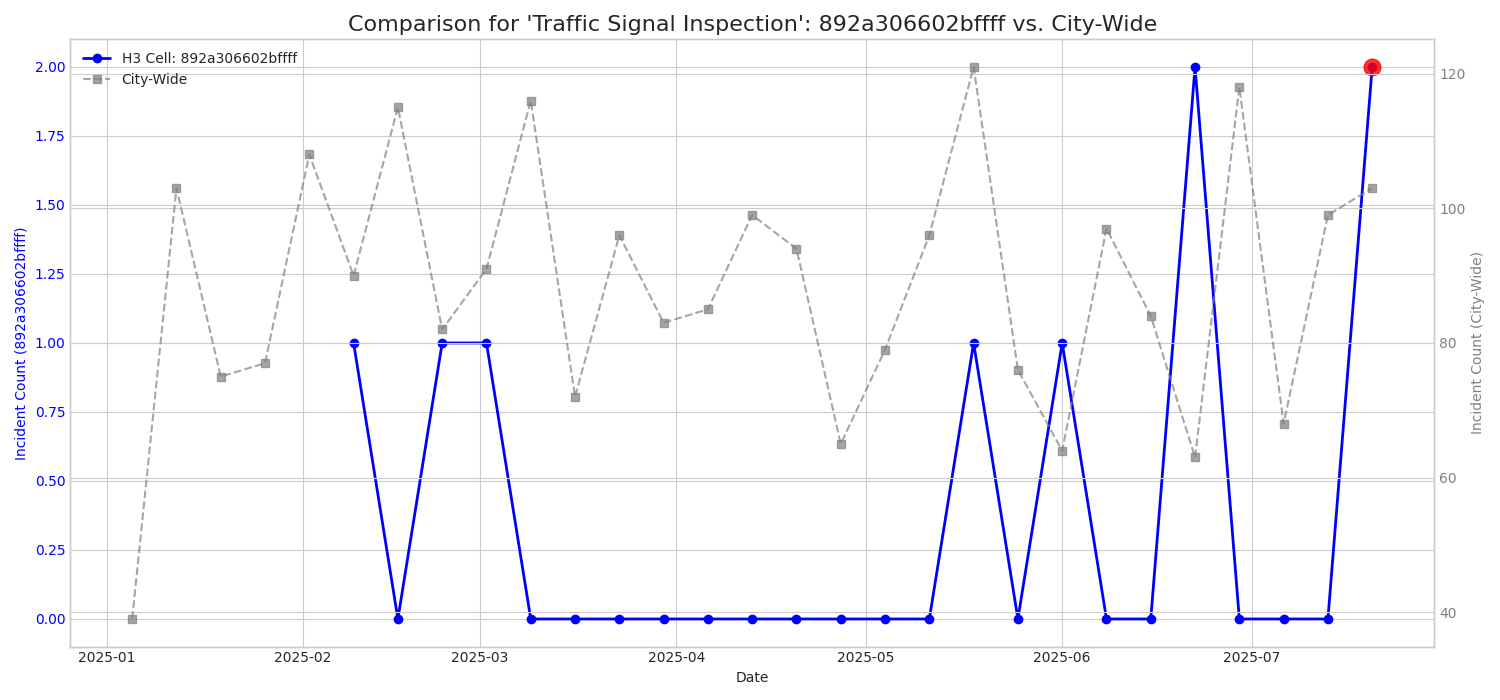 Comparison for 'Traffic Signal Inspection': 892a306602bffff vs. City-Wide
H3 Cell: 892a306602bffff
City-Wide
Incident Count (892a306602bffff)
2.00
1.75
1.50
1.25
1.00
0.75
0.50
0.25
0.00
120
100
80
60
40
Incident Count (City-Wide)
2025-01 2025-02 2025-03 2025-04 2025-05 2025-06 2025-07
Date